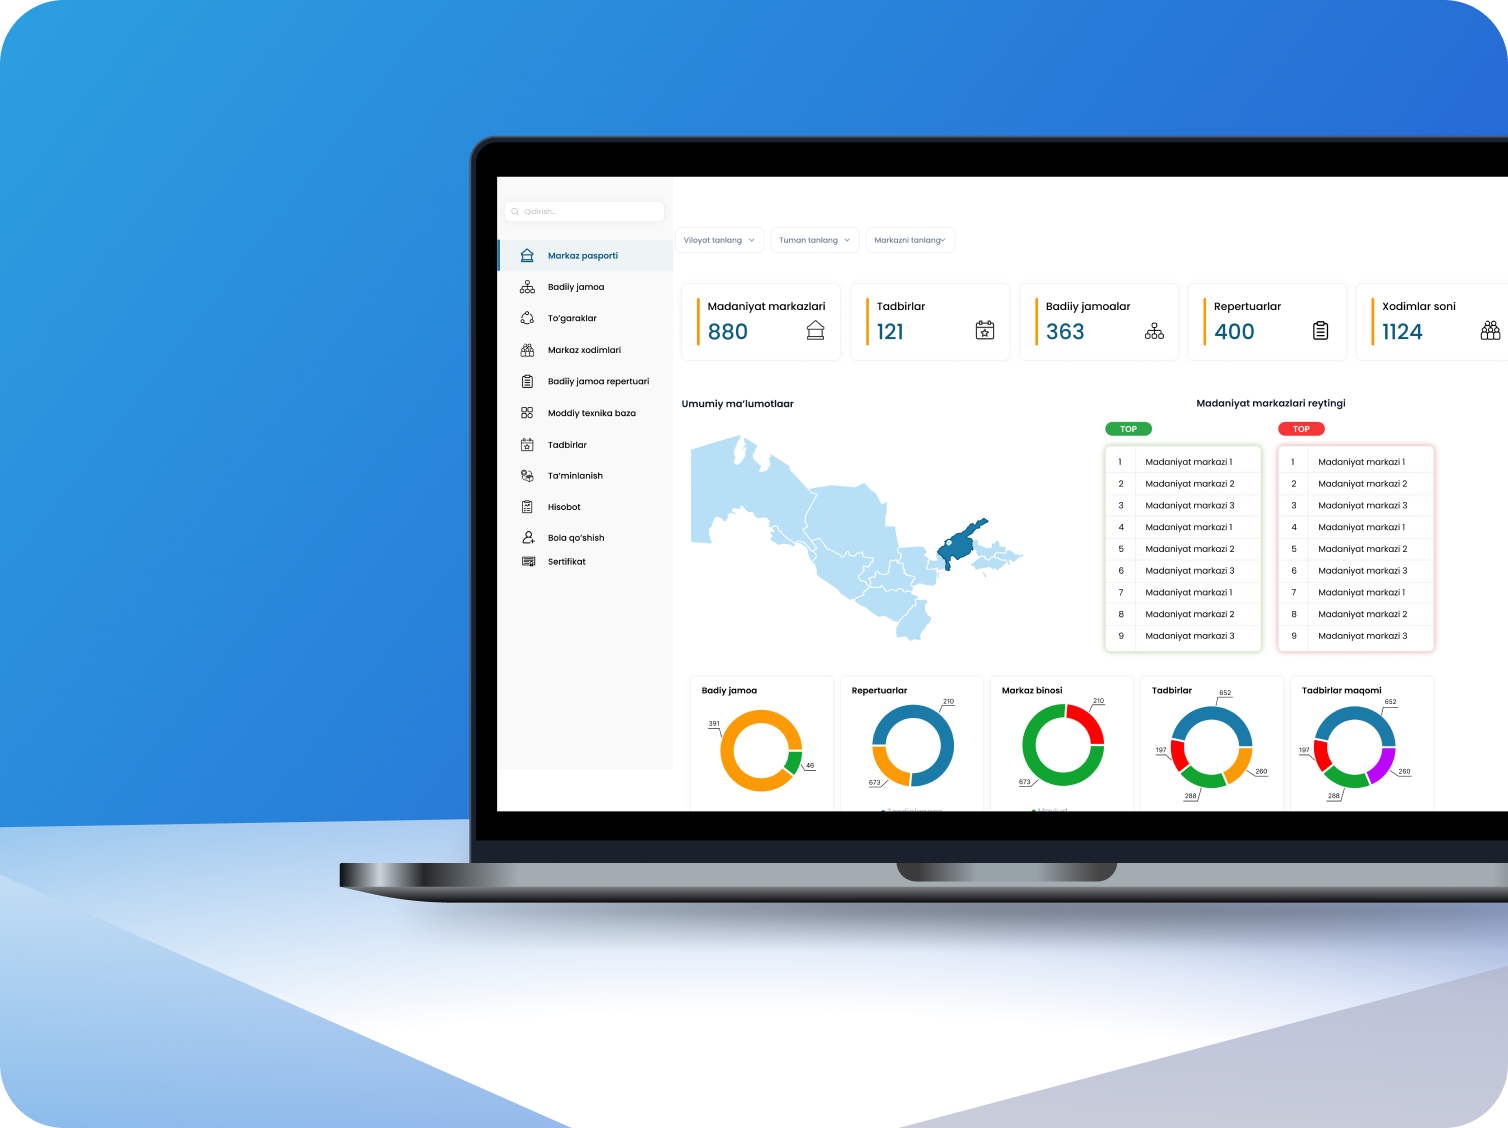 Qidirish...
Markaz pasporti
Badiiy jamoa
To'garaklar
Markaz xodimlari
Badiiy jamoa repertuari
Moddiy texnika baza
Tadbirlar
Ta'minlanish
Hisobot
Bola qo'shish
Sertifikat
Viloyat tanlang
Tuman tanlang
Markazni tanlang
Madaniyat markazlari
880
Tadbirlar
121
Badiiy jamoalar
363
Repertuarlar
400
Xodimlar soni
1124
Umumiy ma'lumotlaar
Madaniyat markazlari reytingi
TOP
1 Madaniyat markazi 1
2 Madaniyat markazi 2
3 Madaniyat markazi 3
4 Madaniyat markazi 1
5 Madaniyat markazi 2
6 Madaniyat markazi 3
7 Madaniyat markazi 1
8 Madaniyat markazi 2
9 Madaniyat markazi 3
TOP
1 Madaniyat markazi 1
2 Madaniyat markazi 2
3 Madaniyat markazi 3
4 Madaniyat markazi 1
5 Madaniyat markazi 2
6 Madaniyat markazi 3
7 Madaniyat markazi 1
8 Madaniyat markazi 2
9 Madaniyat markazi 3
Badiy jamoa
391
46
Repertuarlar
210
673
Markaz binosi
210
673
Tadbirlar
652
197
260
288
Tadbirlar maqomi
652
197
260
288